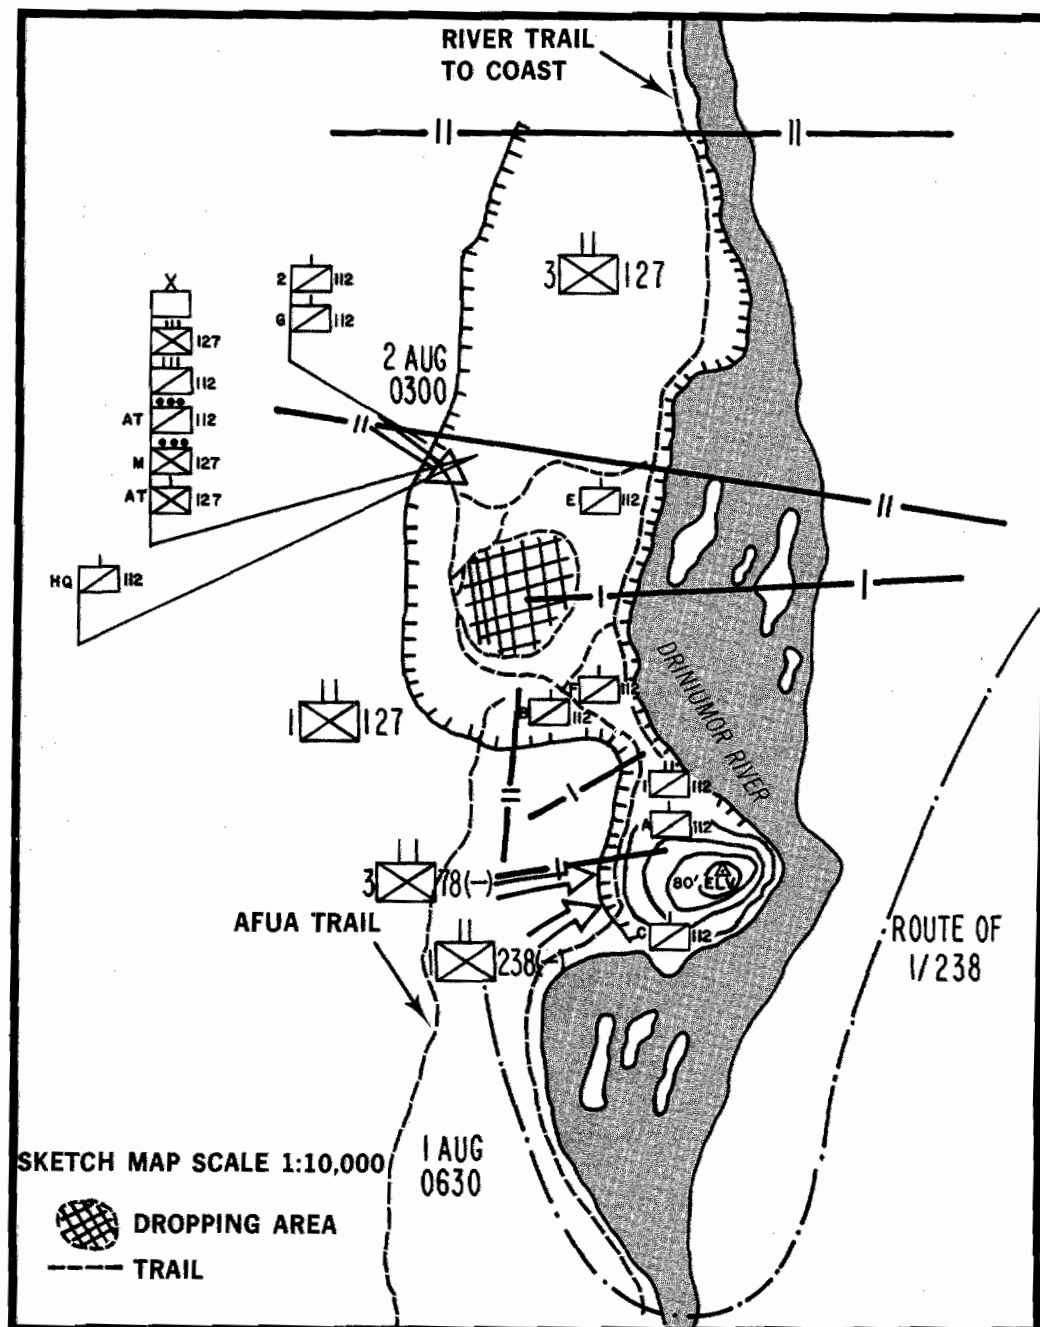 RIVER TRAIL
TO COAST
3 127
2 112
G 112
X
127
112
AT 112
M 127
AT 127
2 AUG
0300
E 112
HQ 112
DRINIUMOR RIVER
F 112
B 112
1 127
1 112
A 112
80' ELV
3 78(-)
C 112
AFUA TRAIL
238(-)
ROUTE OF
1/238
1 AUG
0630
SKETCH MAP SCALE 1:10,000
DROPPING AREA
TRAIL